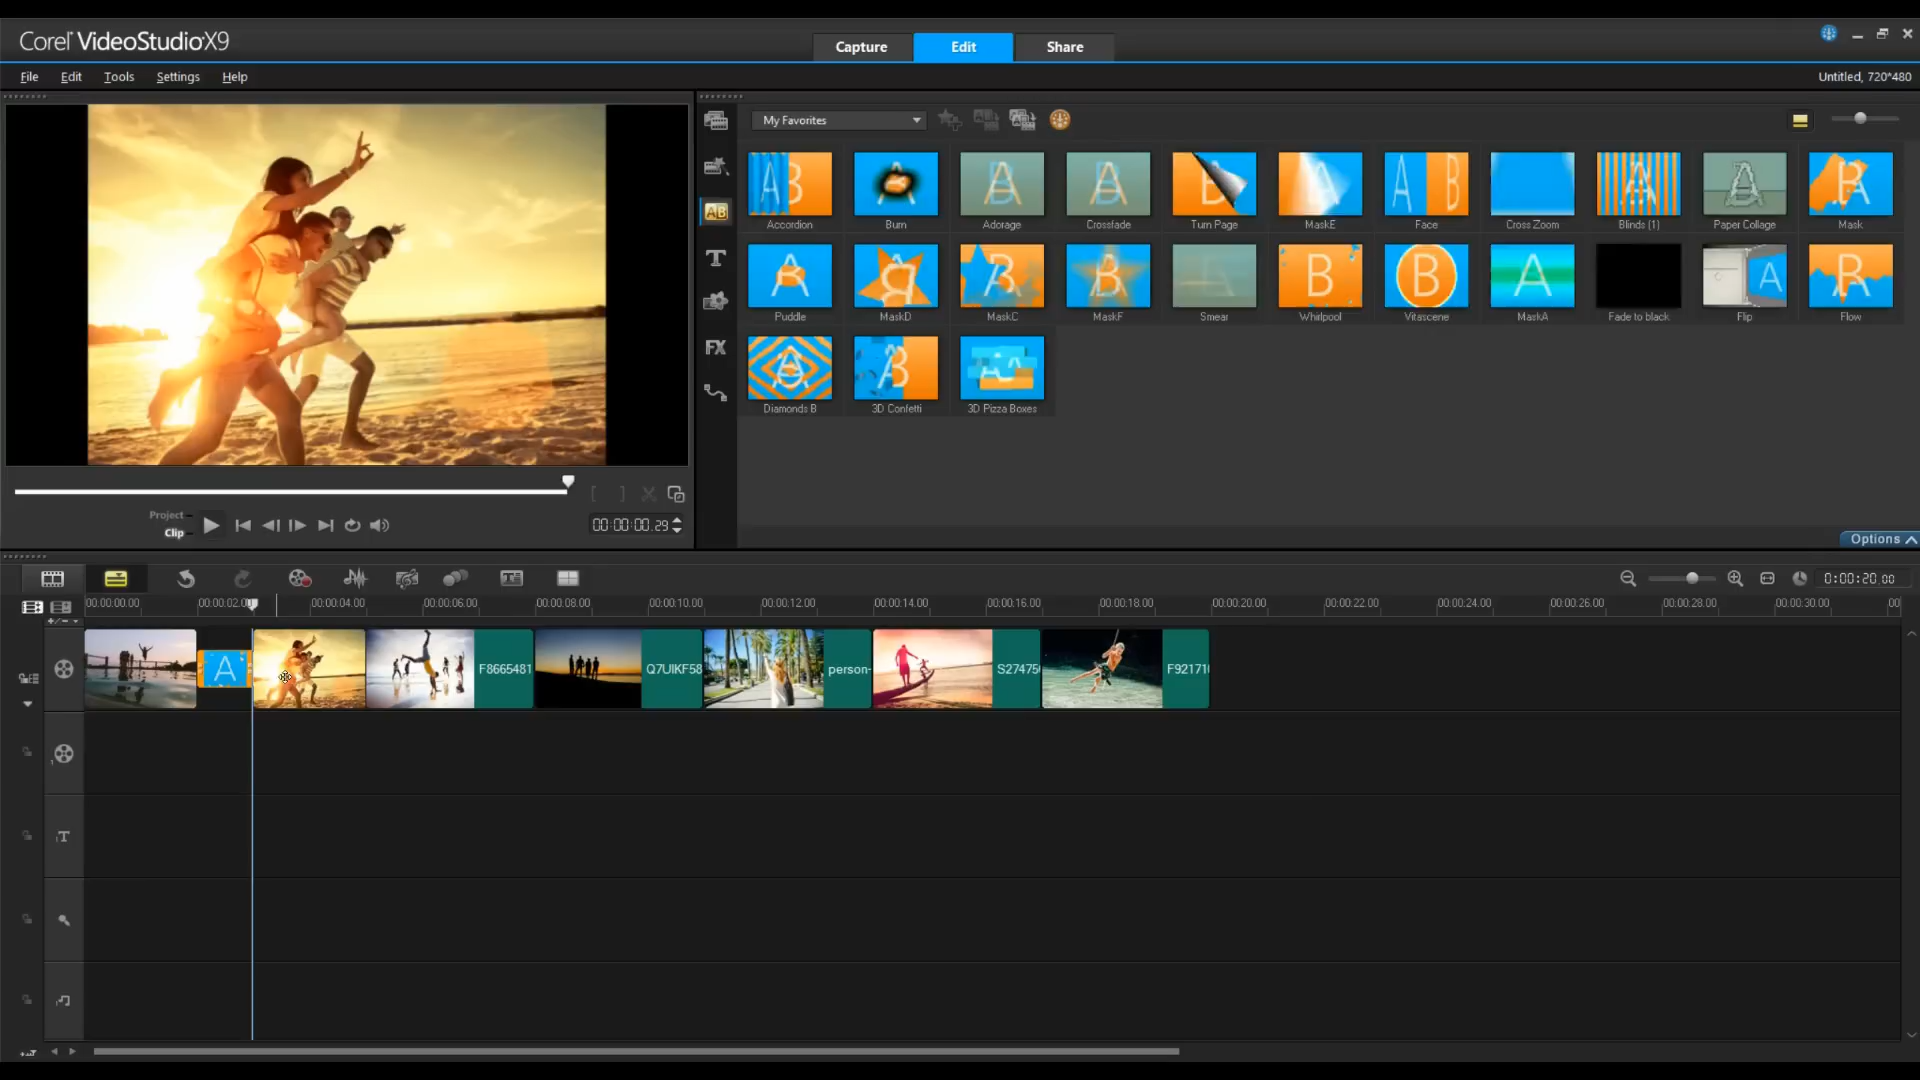 Corel VideoStudio X9
Capture
Edit
Share
File
Edit
Tools
Settings
Help
Untitled, 720*480
My Favorites
Accordion
Burn
Adorage
Crossfade
Turn Page
MaskE
Face
Cross Zoom
Blinds (1)
Paper Collage
Mask
Puddle
MaskD
MaskC
MaskF
Smear
Whirlpool
Vitascene
MaskA
Fade to black
Flip
Flow
Diamonds B
3D Confetti
3D Pizza Boxes
Project
Clip
00:00:00.29
Options
0:00:20.00
00:00:00.00
00:00:02
00:00:04.00
00:00:06.00
00:00:08.00
00:00:10.00
00:00:12.00
00:00:14.00
00:00:16.00
00:00:18.00
00:00:20.00
00:00:22.00
00:00:24.00
00:00:26.00
00:00:28.00
00:00:30.00
00
A
F8665481
Q7UIKF58
person-
S27475
F92171